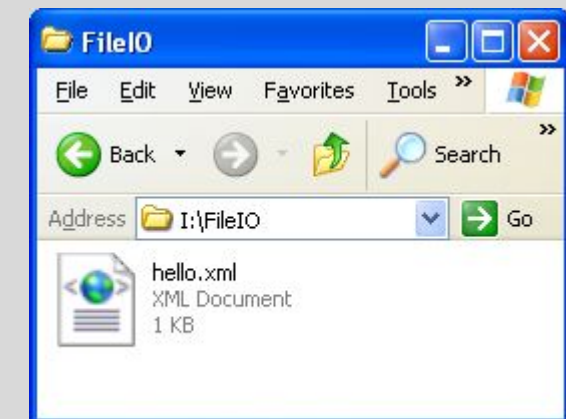 FileIO
File Edit View Favorites Tools »
Back Search »
Address I:\FileIO Go
hello.xml
XML Document
1 KB